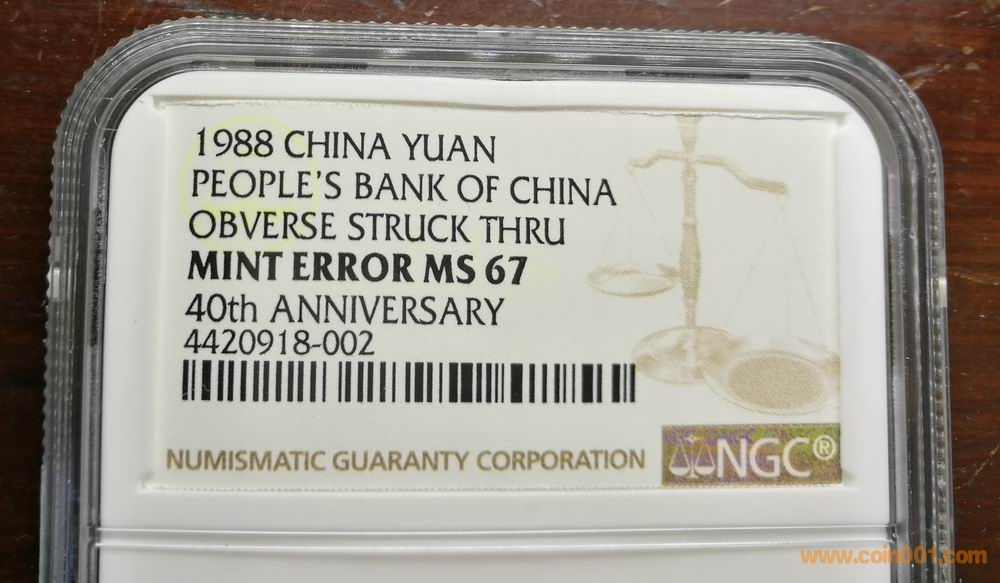 1988 CHINA YUAN
PEOPLE'S BANK OF CHINA
OBVERSE STRUCK THRU
MINT ERROR MS 67
40th ANNIVERSARY
4420918-002
NUMISMATIC GUARANTY CORPORATION
NGC®
www.coin001.com